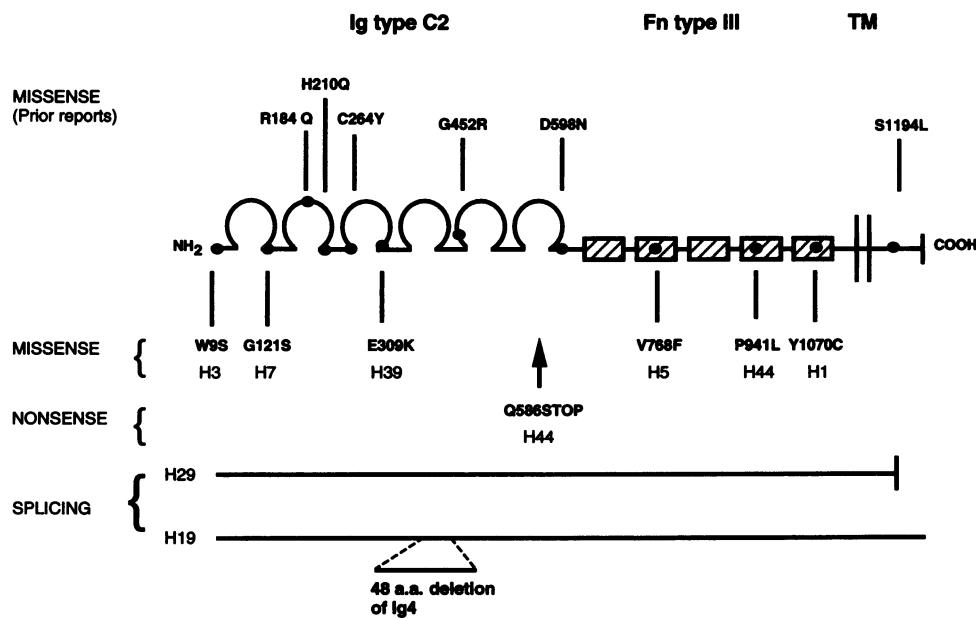 Ig type C2 Fn type III TM
MISSENSE
(Prior reports)
H210Q
R184 Q C264Y G452R D598N S1194L
NH2 COOH
MISSENSE { W9S G121S E309K V768F P941L Y1070C
H3 H7 H39 H5 H44 H1
NONSENSE { Q586STOP
H44
SPLICING { H29
H19
48 a.a. deletion
of Ig4